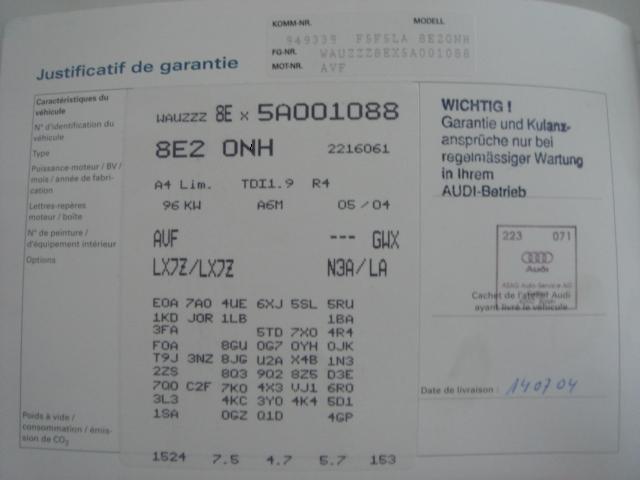 KOMM-NR. MODELL
949339 F5F5LA 8E20NH
FG-NR. WAUZZZ8EX5A001088
MOT-NR. AVF
Justificatif de garantie
Caractéristiques du
véhicule
N° d'identification du
véhicule
Type
Puissance-moteur / BV /
mois / année de fabri-
cation
Lettres-repères
moteur / boîte
N° de peinture /
d'équipement intérieur
Options
Poids à vide /
consommation / émis-
sion de CO2
WAUZZZ 8E X 5A001088
8E2 0NH 2216061
A4 Lim. TDI1.9 R4
96 KW A6M 05/04
AVF --- GWX
LX7Z/LX7Z N3A/LA
E0A 7A0 4UE 6XJ 5SL 5RU
1KD J0R 1LB 1BA
3FA 5TD 7X0 4R4
F0A 8GU 0G7 0YH 0JK
T9J 3NZ 8JG U2A X4B 1N3
2ZS 803 9Q2 8Z5 D3E
700 C2F 7K0 4X3 VJ1 6R0
3L3 4KC 3Y0 4K4 5D1
1SA 0GZ Q1D 4GP
1524 7.5 4.7 5.7 153
WICHTIG !
Garantie und Kulanz-
ansprüche nur bei
regelmässiger Wartung
in Ihrem
AUDI-Betrieb
223 071
Audi
Cachet de l'atelier Audi
ayant livré le véhicule
Date de livraison : 14 07 04